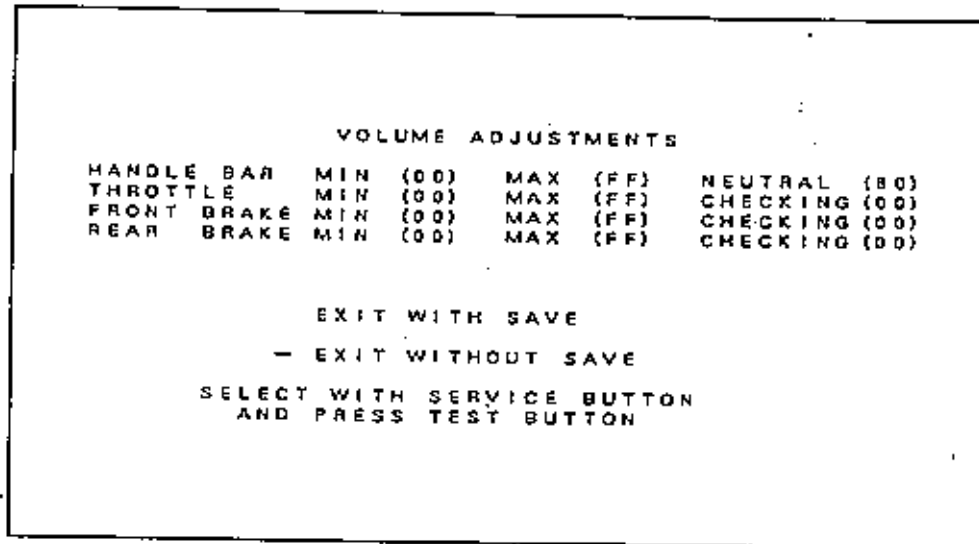 VOLUME ADJUSTMENTS
HANDLE BAR MIN (00) MAX (FF) NEUTRAL (80)
THROTTLE MIN (00) MAX (FF) CHECKING (00)
FRONT BRAKE MIN (00) MAX (FF) CHECKING (00)
REAR BRAKE MIN (00) MAX (FF) CHECKING (00)
EXIT WITH SAVE
— EXIT WITHOUT SAVE
SELECT WITH SERVICE BUTTON
AND PRESS TEST BUTTON